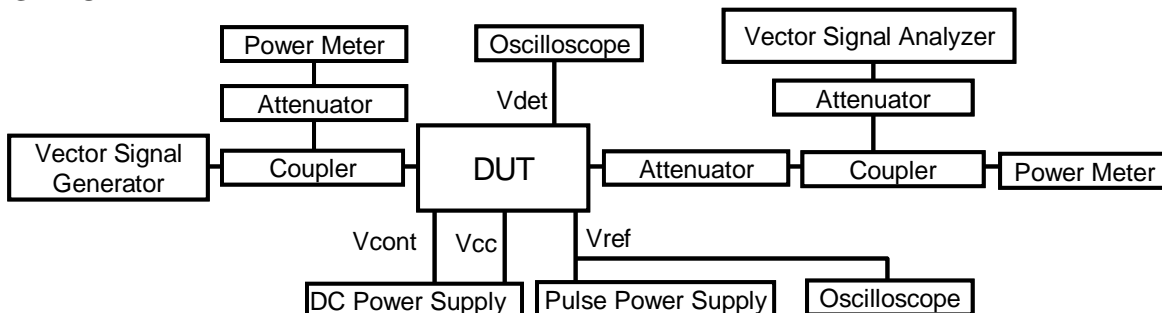 Power Meter
Oscilloscope
Vector Signal Analyzer
Attenuator
Vdet
Attenuator
Vector Signal
Generator
Coupler
DUT
Attenuator
Coupler
Power Meter
Vcont
Vcc
Vref
DC Power Supply
Pulse Power Supply
Oscilloscope